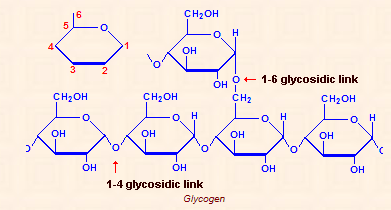 6
5
O
4
1
3
2
CH₂OH
O
H
OH
O
OH
O
1-6 glycosidic link
CH₂OH
CH₂OH
CH₂
CH₂OH
O
O
H
O
H
O
H
OH
OH
OH
OH
O
O
O
O
O
OH
OH
OH
OH
1-4 glycosidic link
Glycogen